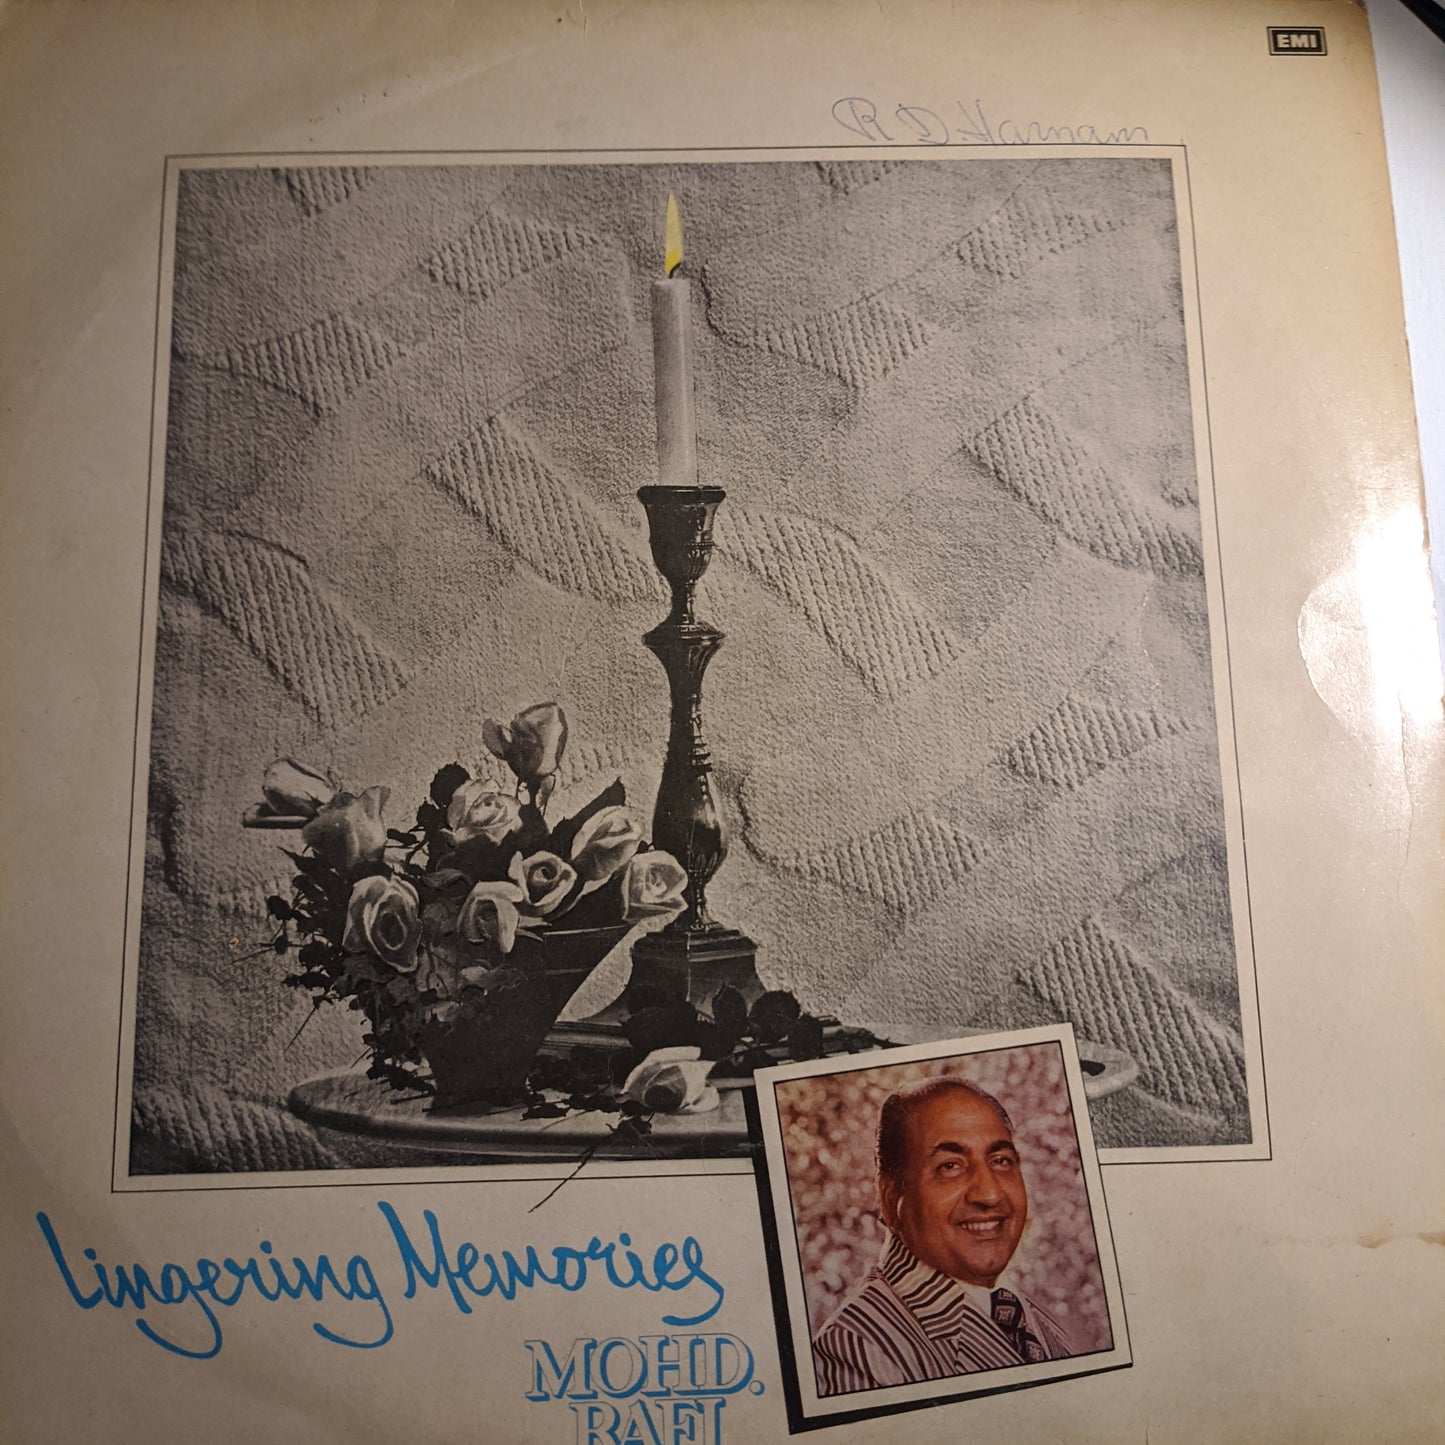 EMI
R D Harnam
Lingering Memories
MOHD.
RAFI